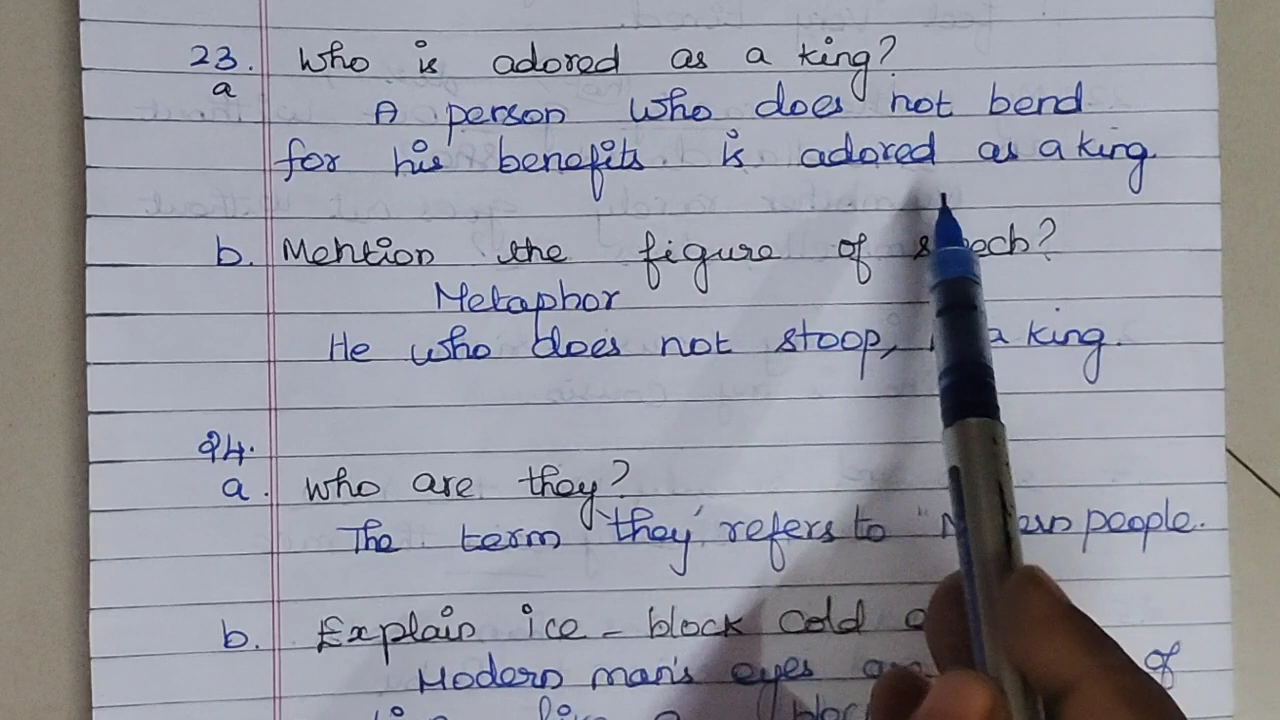 23. Who is adored as a king?
a
A person who does not bend
for his benefits. is adored as a king.
b. Mention the figure of speech?
Metaphor
He who does not stoop, a king.
24.
a. Who are they?
The term 'they' refers to people.
b. Explain ice-block cold
Modern man's eyes of